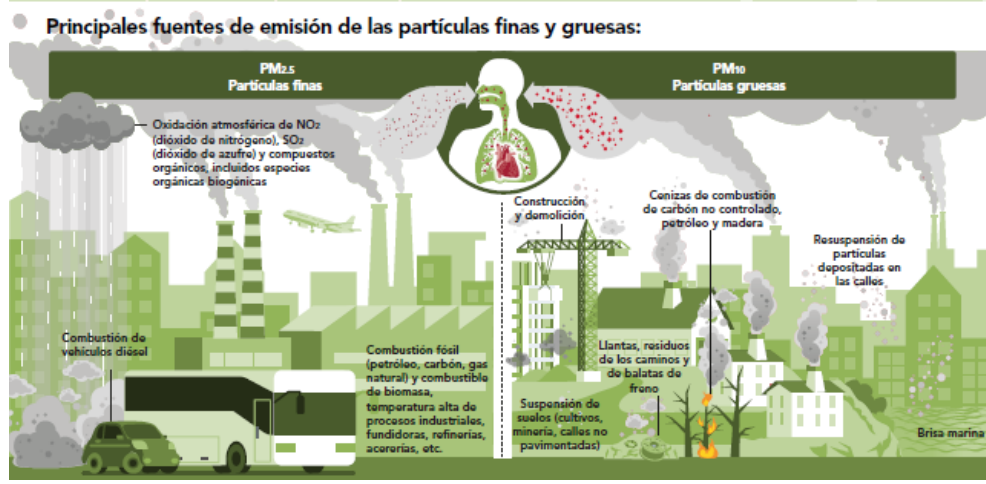 Principales fuentes de emisión de las partículas finas y gruesas:
PM2.5
Partículas finas
PM10
Partículas gruesas
Oxidación atmosférica de NO2
(dióxido de nitrógeno), SO2
(dióxido de azufre) y compuestos
orgánicos, incluidos especies
orgánicas biogénicas
Combustión de
vehículos diésel
Combustión fósil
(petróleo, carbón, gas
natural) y combustible
de biomasa,
temperatura alta de
procesos industriales,
fundidoras, refinerías,
acererías, etc.
Construcción
y demolición
Cenizas de combustión
de carbón no controlado,
petróleo y madera
Resuspensión de
partículas
depositadas en
las calles
Llantas, residuos
de los caminos y
de balatas de
freno
Suspensión de
suelos (cultivos,
minería, calles no
pavimentadas)
Brisa marina